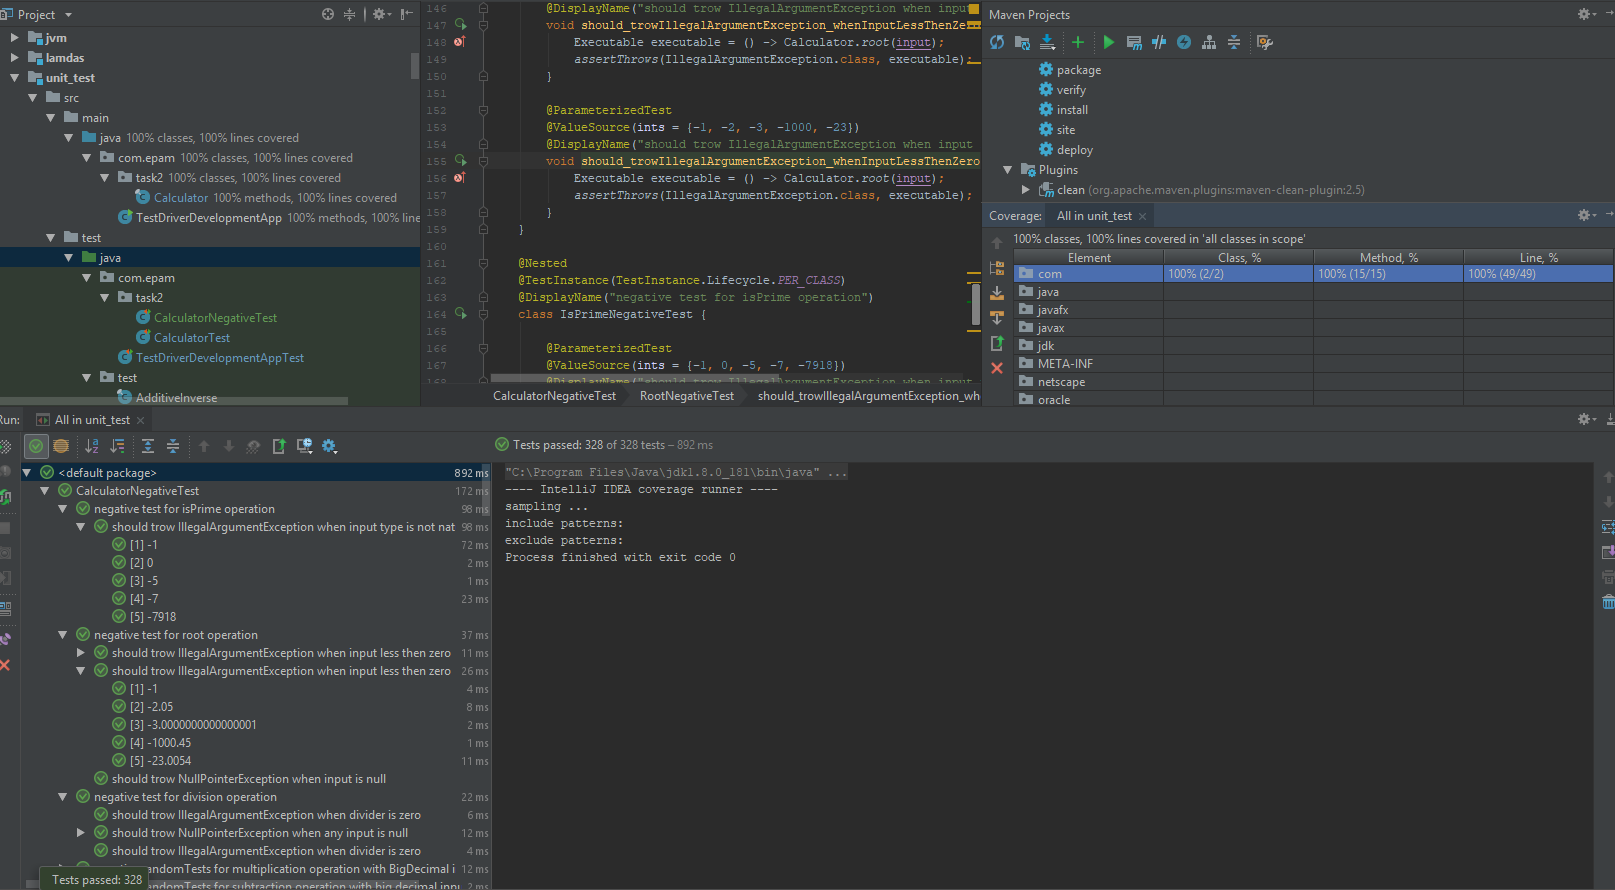 Project
jvm
lamdas
unit_test
src
main
java 100% classes, 100% lines covered
com.epam 100% classes, 100% lines covered
task2 100% classes, 100% lines covered
Calculator 100% methods, 100% lines covered
TestDriverDevelopmentApp 100% methods, 100% line
test
java
com.epam
task2
CalculatorNegativeTest
CalculatorTest
TestDriverDevelopmentAppTest
test
AdditiveInverse
146 @DisplayName("should trow IllegalArgumentException when input
147 void should_trowIllegalArgumentException_whenInputLessThenZero
148 Executable executable = () -> Calculator.root(input);
149 assertThrows(IllegalArgumentException.class, executable);
150 }
151
152 @ParameterizedTest
153 @ValueSource(ints = {-1, -2, -3, -1000, -23})
154 @DisplayName("should trow IllegalArgumentException when input
155 void should_trowIllegalArgumentException_whenInputLessThenZero
156 Executable executable = () -> Calculator.root(input);
157 assertThrows(IllegalArgumentException.class, executable);
158 }
159 }
160
161 @Nested
162 @TestInstance(TestInstance.Lifecycle.PER_CLASS)
163 @DisplayName("negative test for isPrime operation")
164 class IsPrimeNegativeTest {
165
166 @ParameterizedTest
167 @ValueSource(ints = {-1, 0, -5, -7, -7918})
168 @DisplayName("should trow IllegalArgumentException when input
CalculatorNegativeTest RootNegativeTest should_trowIllegalArgumentException_wh
Maven Projects
package
verify
install
site
deploy
Plugins
clean (org.apache.maven.plugins:maven-clean-plugin:2.5)
Coverage: All in unit_test
100% classes, 100% lines covered in 'all classes in scope'
Element Class, % Method, % Line, %
com 100% (2/2) 100% (15/15) 100% (49/49)
java
javafx
javax
jdk
META-INF
netscape
oracle
Run: All in unit_test
Tests passed: 328 of 328 tests – 892 ms
<default package> 892 ms
CalculatorNegativeTest 172 ms
negative test for isPrime operation 98 ms
should trow IllegalArgumentException when input type is not nat 98 ms
[1] -1 72 ms
[2] 0 2 ms
[3] -5 1 ms
[4] -7 23 ms
[5] -7918
negative test for root operation 37 ms
should trow IllegalArgumentException when input less then zero 11 ms
should trow IllegalArgumentException when input less then zero 26 ms
[1] -1 4 ms
[2] -2.05 8 ms
[3] -3.0000000000000001 2 ms
[4] -1000.45 1 ms
[5] -23.0054 11 ms
should trow NullPointerException when input is null
negative test for division operation 22 ms
should trow IllegalArgumentException when divider is zero 6 ms
should trow NullPointerException when any input is null 12 ms
should trow IllegalArgumentException when divider is zero 4 ms
andomTests for multiplication operation with BigDecimal i 12 ms
andomTests for subtraction operation with big decimal inpu 2 ms
Tests passed: 328
"C:\Program Files\Java\jdk1.8.0_181\bin\java" ...
---- IntelliJ IDEA coverage runner ----
sampling ...
include patterns:
exclude patterns:
Process finished with exit code 0